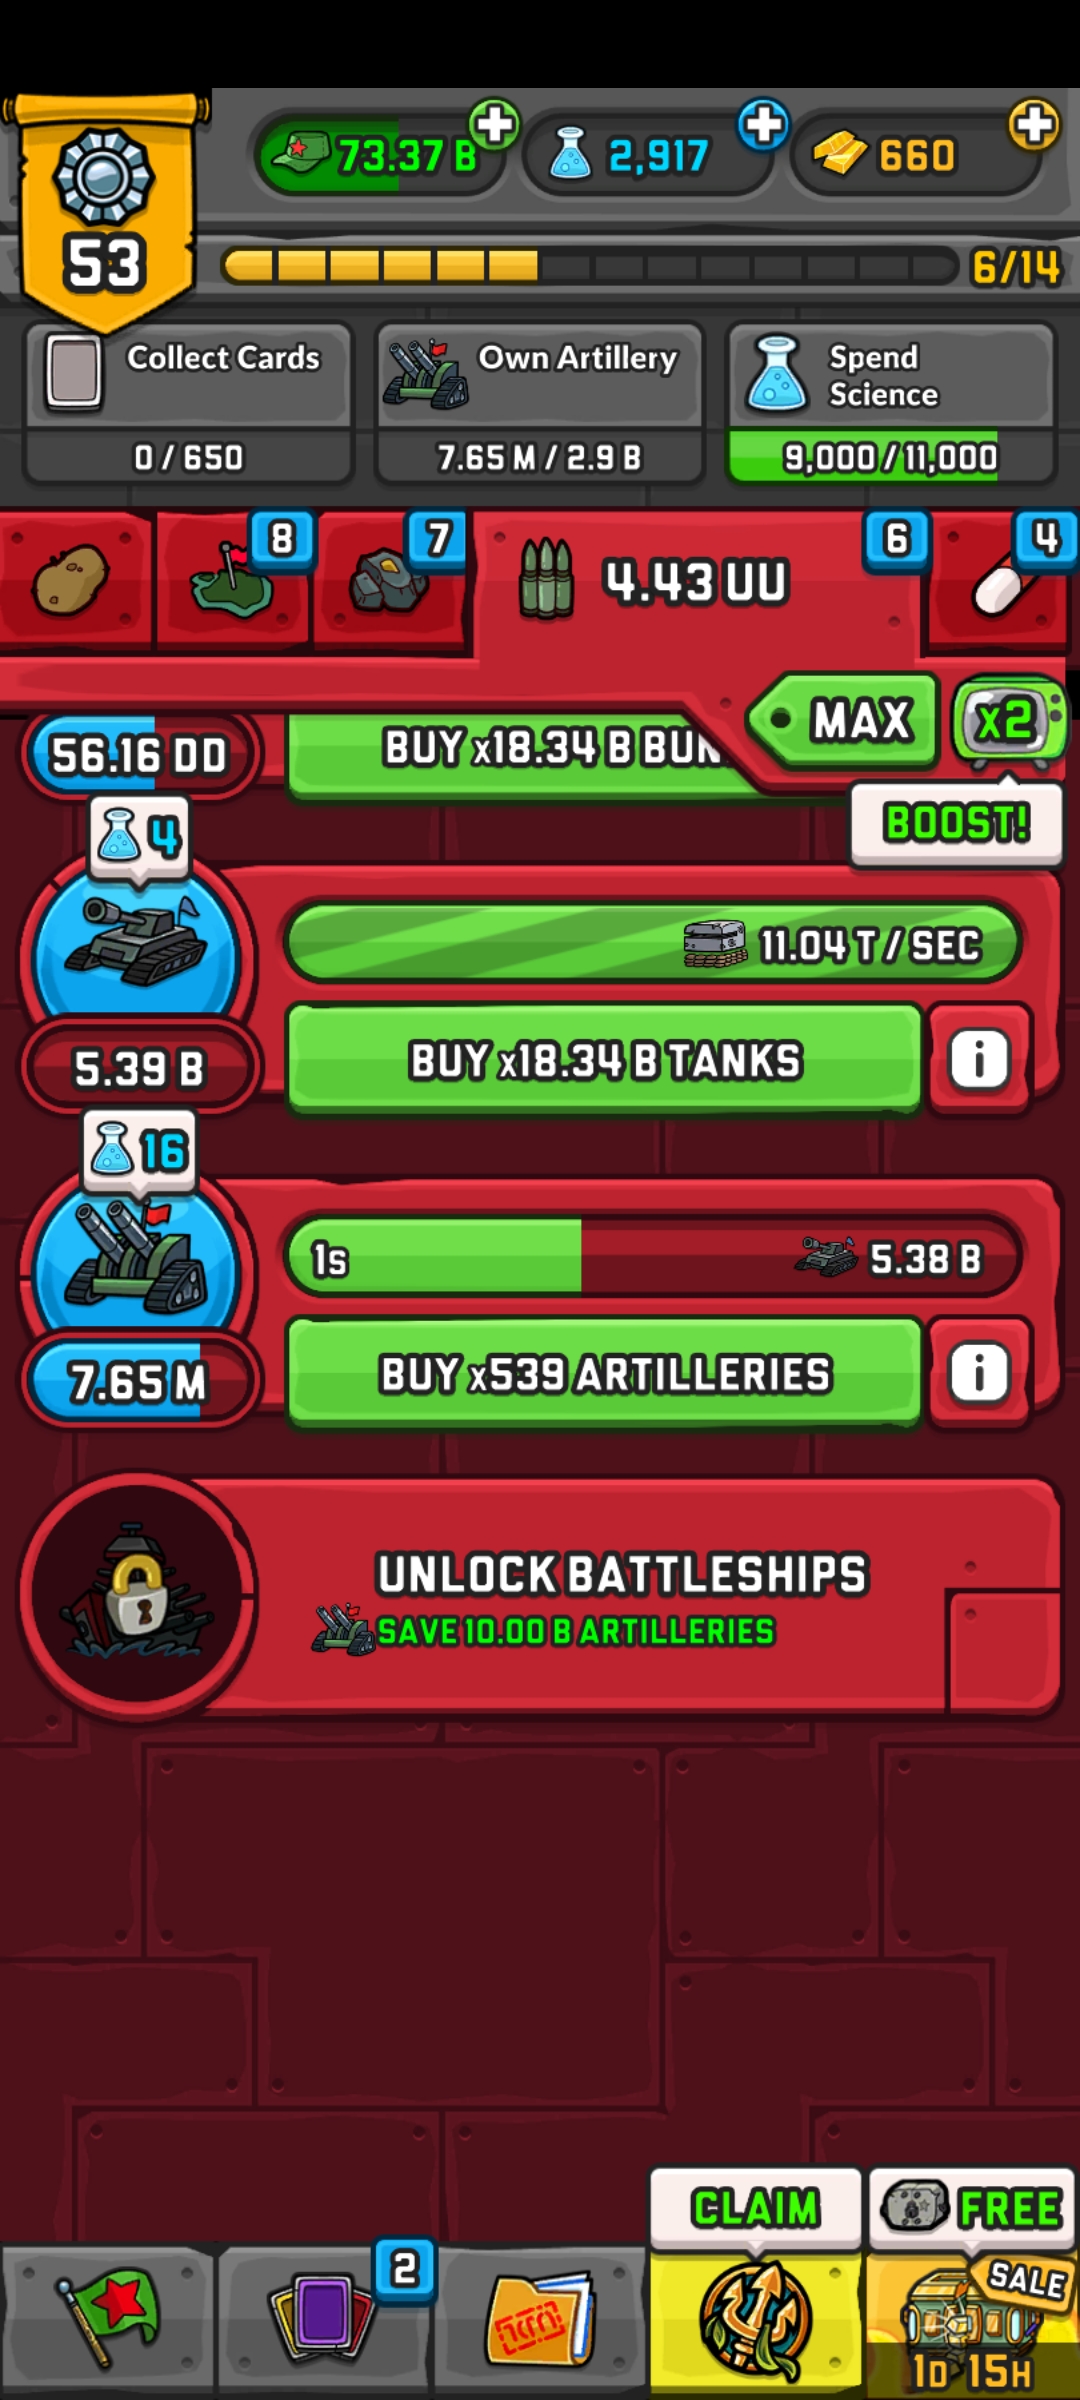 73.37 B
2,917
660
53
6/14
Collect Cards
Own Artillery
Spend
Science
0 / 650
7.65 M / 2.9 B
9,000 / 11,000
8
7
4.43 UU
6
4
MAX
x2
56.16 DD
BUY x18.34 B BUN
BOOST!
4
11.04 T / SEC
5.39 B
BUY x18.34 B TANKS
i
16
1s
5.38 B
7.65 M
BUY x539 ARTILLERIES
i
UNLOCK BATTLESHIPS
SAVE 10.00 B ARTILLERIES
CLAIM
FREE
2
SALE
1D 15H